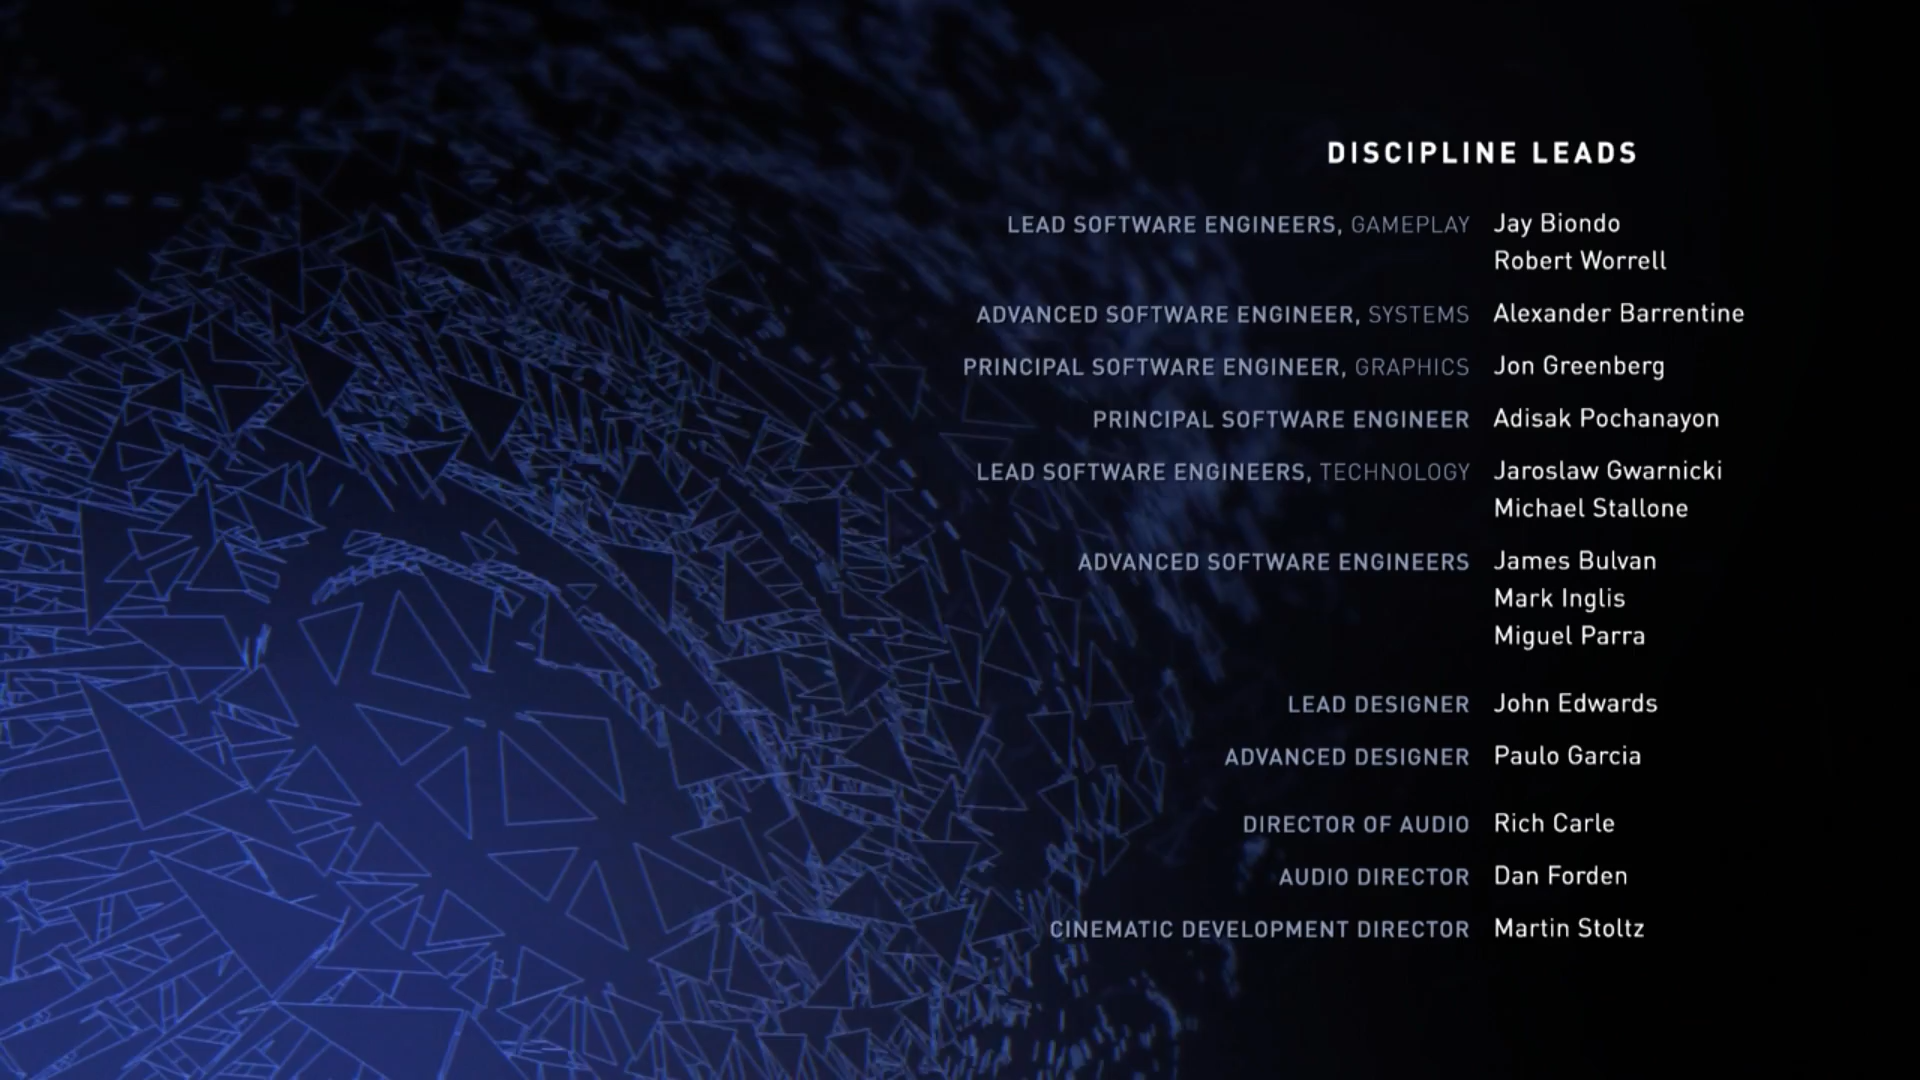 DISCIPLINE LEADS
LEAD SOFTWARE ENGINEERS, GAMEPLAY Jay Biondo
Robert Worrell
ADVANCED SOFTWARE ENGINEER, SYSTEMS Alexander Barrentine
PRINCIPAL SOFTWARE ENGINEER, GRAPHICS Jon Greenberg
PRINCIPAL SOFTWARE ENGINEER Adisak Pochanayon
LEAD SOFTWARE ENGINEERS, TECHNOLOGY Jaroslaw Gwarnicki
Michael Stallone
ADVANCED SOFTWARE ENGINEERS James Bulvan
Mark Inglis
Miguel Parra
LEAD DESIGNER John Edwards
ADVANCED DESIGNER Paulo Garcia
DIRECTOR OF AUDIO Rich Carle
AUDIO DIRECTOR Dan Forden
CINEMATIC DEVELOPMENT DIRECTOR Martin Stoltz